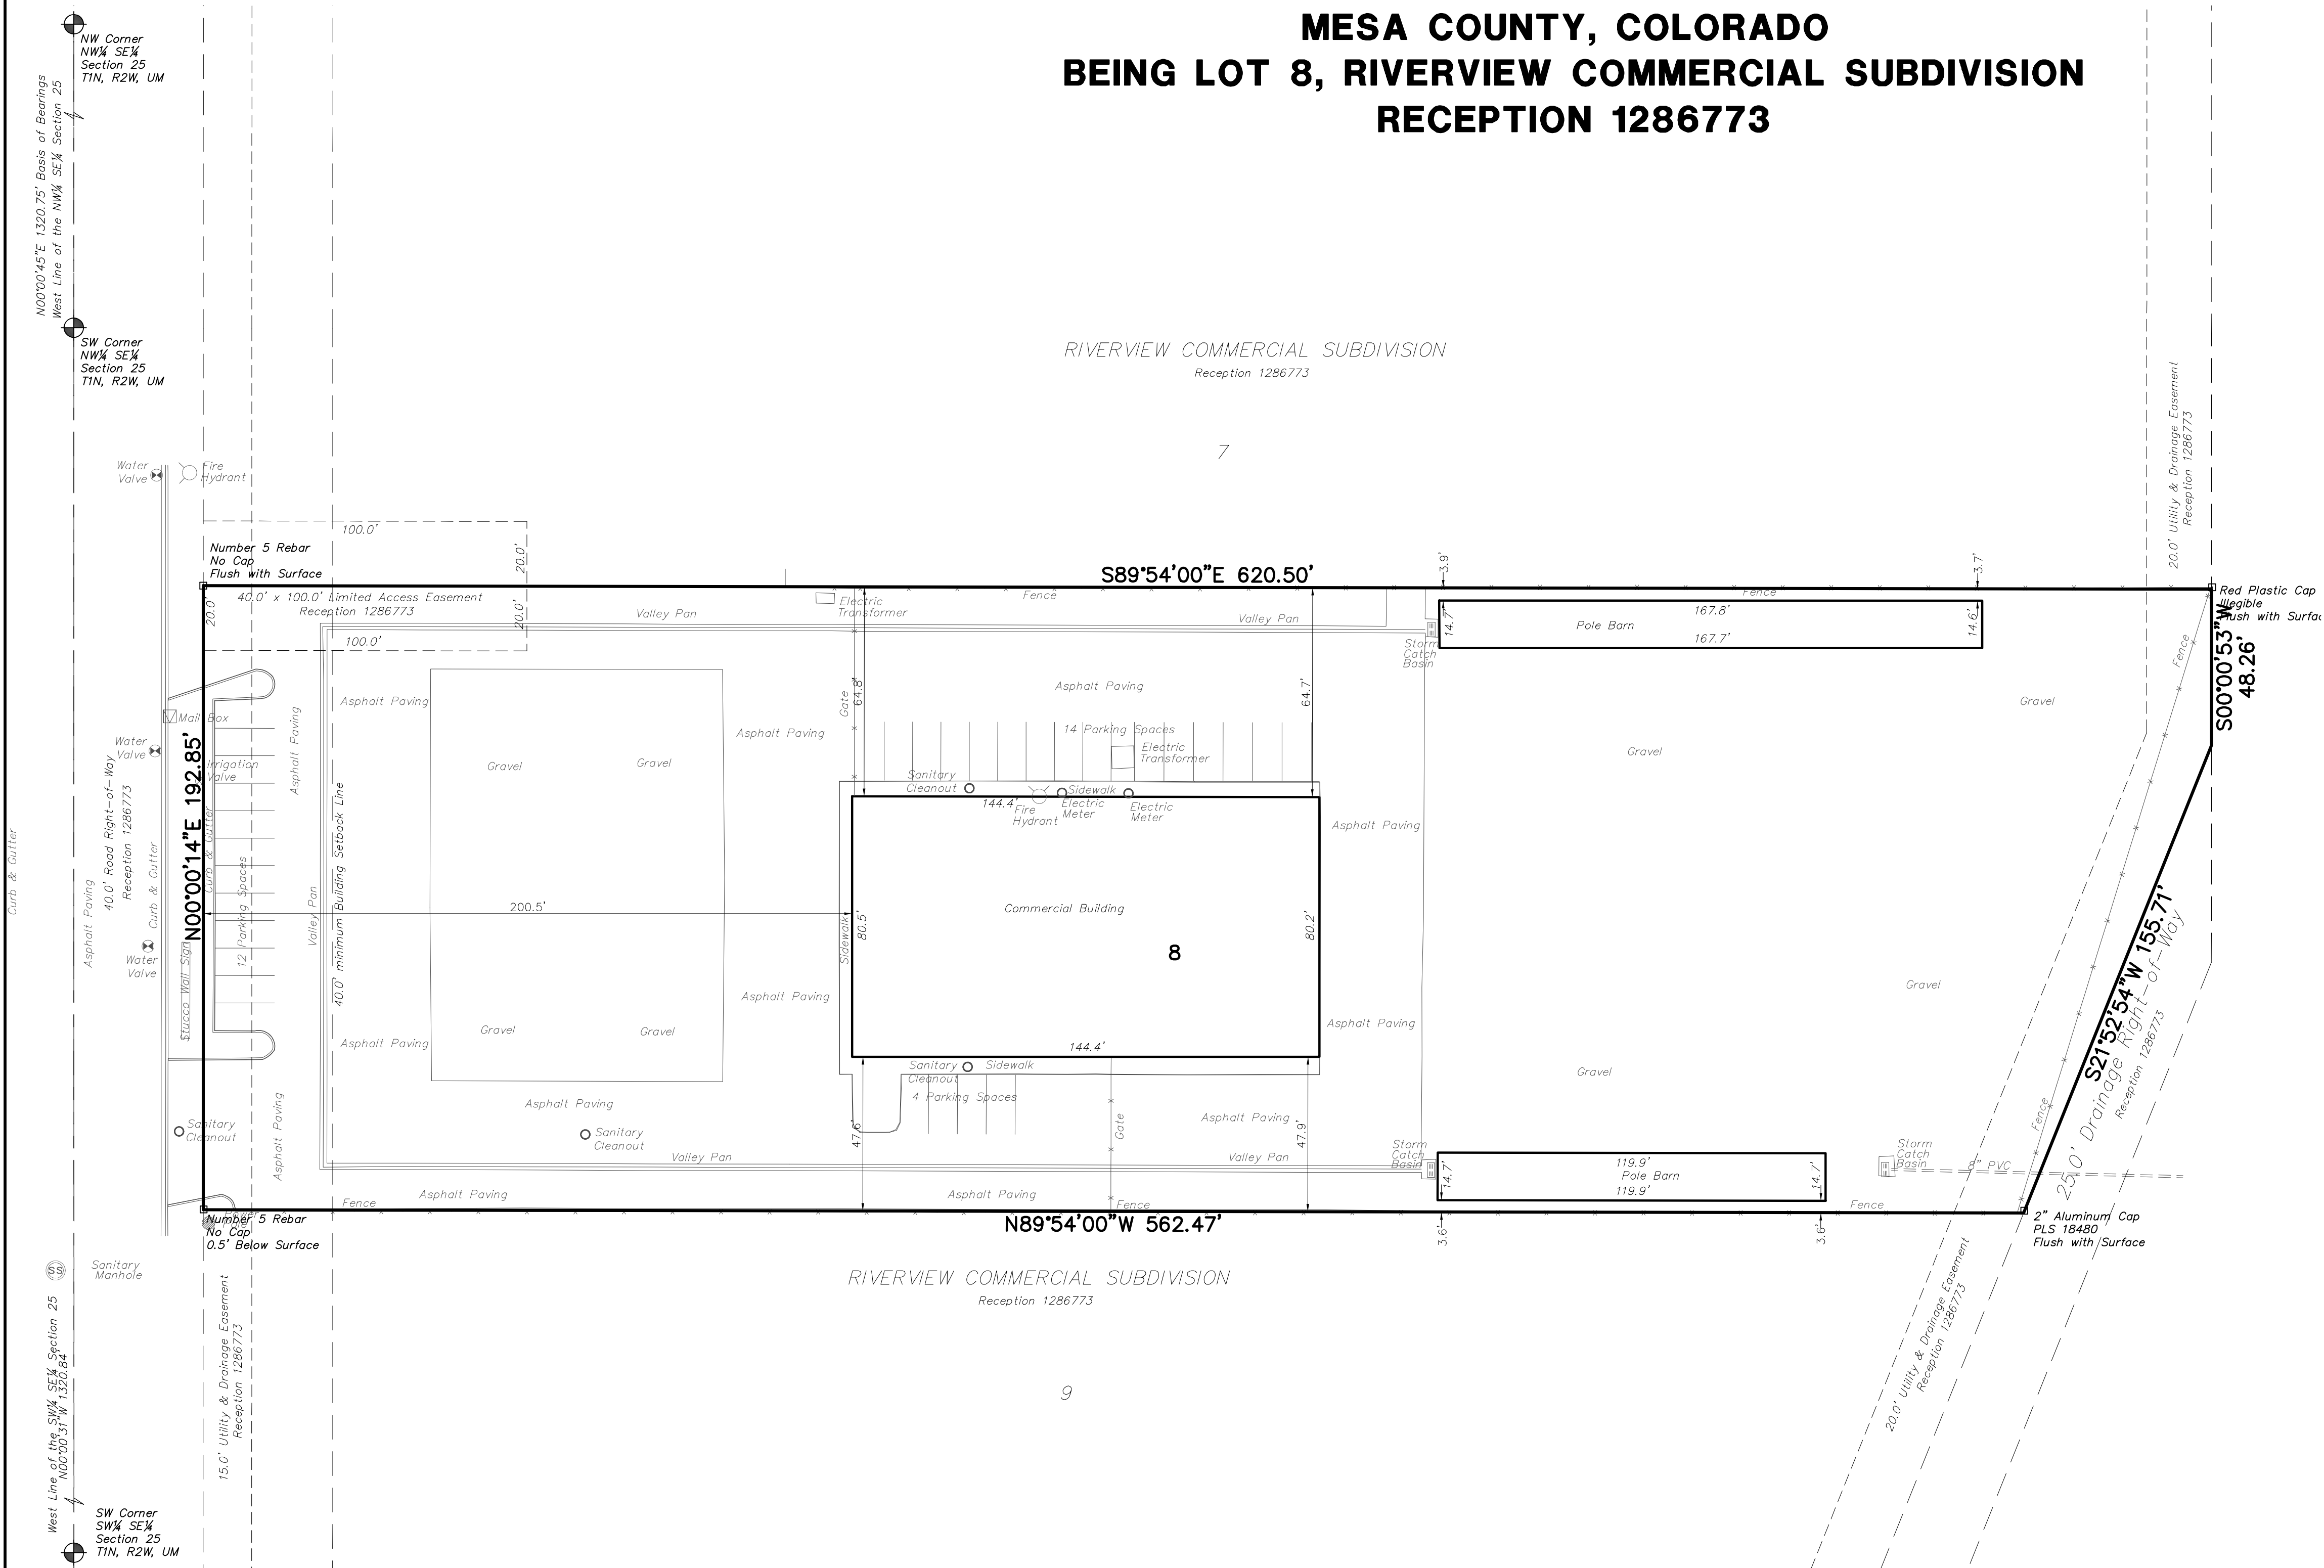 MESA COUNTY, COLORADO
BEING LOT 8, RIVERVIEW COMMERCIAL SUBDIVISION
RECEPTION 1286773
NW Corner
NW¼ SE¼
Section 25
T1N, R2W, UM
N00°00'45"E 1320.75' Basis of Bearings
West Line of the NW¼ SE¼ Section 25
SW Corner
NW¼ SE¼
Section 25
T1N, R2W, UM
RIVERVIEW COMMERCIAL SUBDIVISION
Reception 1286773
7
20.0' Utility & Drainage Easement
Reception 1286773
Water
Valve
Fire
Hydrant
100.0'
20.0'
Number 5 Rebar
No Cap
Flush with Surface
S89°54'00"E 620.50'
3.9'
3.7'
20.0'
40.0' x 100.0' Limited Access Easement
Reception 1286773
20.0'
100.0'
Valley Pan
Electric
Transformer
Fence
Valley Pan
Storm
Catch
Basin
14.7'
167.8'
Pole Barn
167.7'
14.6'
Fence
Red Plastic Cap
Illegible
Flush with Surfac
S00°00'53"W
48.26'
Fence
Gravel
Asphalt Paving
Asphalt Paving
Asphalt Paving
Gate
64.8'
Asphalt Paving
64.7'
14 Parking Spaces
Electric
Transformer
Gravel
Mail Box
Water
Valve
Irrigation
Valve
Gravel
Gravel
Sanitary
Cleanout
144.4'
Fire
Hydrant
Sidewalk
Electric
Meter
Electric
Meter
Asphalt Paving
Curb & Gutter
Asphalt Paving
40.0' Road Right-of-Way
Reception 1286773
Curb & Gutter
N00°00'14"E 192.85'
Curb & Gutter
12 Parking Spaces
Valley Pan
40.0' minimum Building Setback Line
200.5'
Sidewalk
80.5'
Commercial Building
80.2'
8
Water
Valve
Stucco Wall Sign
Gravel
S21°52'54"W 155.71'
25.0' Drainage Right-of-Way
Reception 1286773
Asphalt Paving
Gravel
Gravel
Asphalt Paving
Asphalt Paving
144.4'
Sanitary
Cleanout
Sidewalk
4 Parking Spaces
Gravel
Asphalt Paving
Asphalt Paving
Sanitary
Cleanout
Sanitary
Cleanout
47.6'
Gate
Asphalt Paving
47.9'
Fence
Valley Pan
Valley Pan
Storm
Catch
Basin
14.7'
119.9'
Pole Barn
119.9'
14.7'
Storm
Catch
Basin
8" PVC
Fence
Asphalt Paving
Asphalt Paving
Fence
Fence
Power
Pole
Number 5 Rebar
No Cap
0.5' Below Surface
N89°54'00"W 562.47'
3.6'
3.6'
2" Aluminum Cap
PLS 18480
Flush with Surface
SS
Sanitary
Manhole
RIVERVIEW COMMERCIAL SUBDIVISION
Reception 1286773
9
15.0' Utility & Drainage Easement
Reception 1286773
20.0' Utility & Drainage Easement
Reception 1286773
West Line of the SW¼ SE¼ Section 25
N00°00'31"W 1320.84'
SW Corner
SW¼ SE¼
Section 25
T1N, R2W, UM